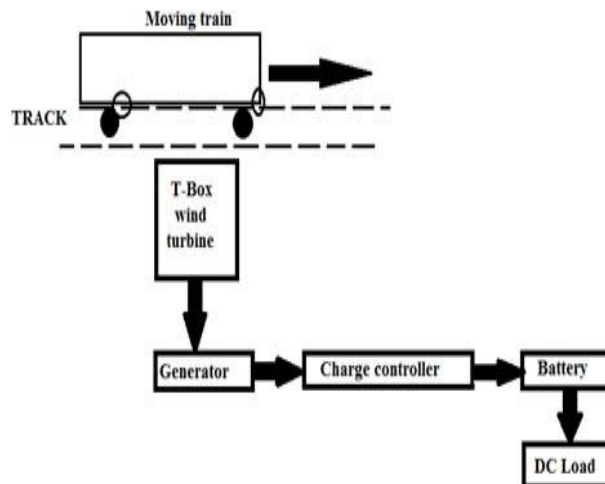 Moving train
TRACK
T-Box
wind
turbine
Generator
Charge controller
Battery
DC Load